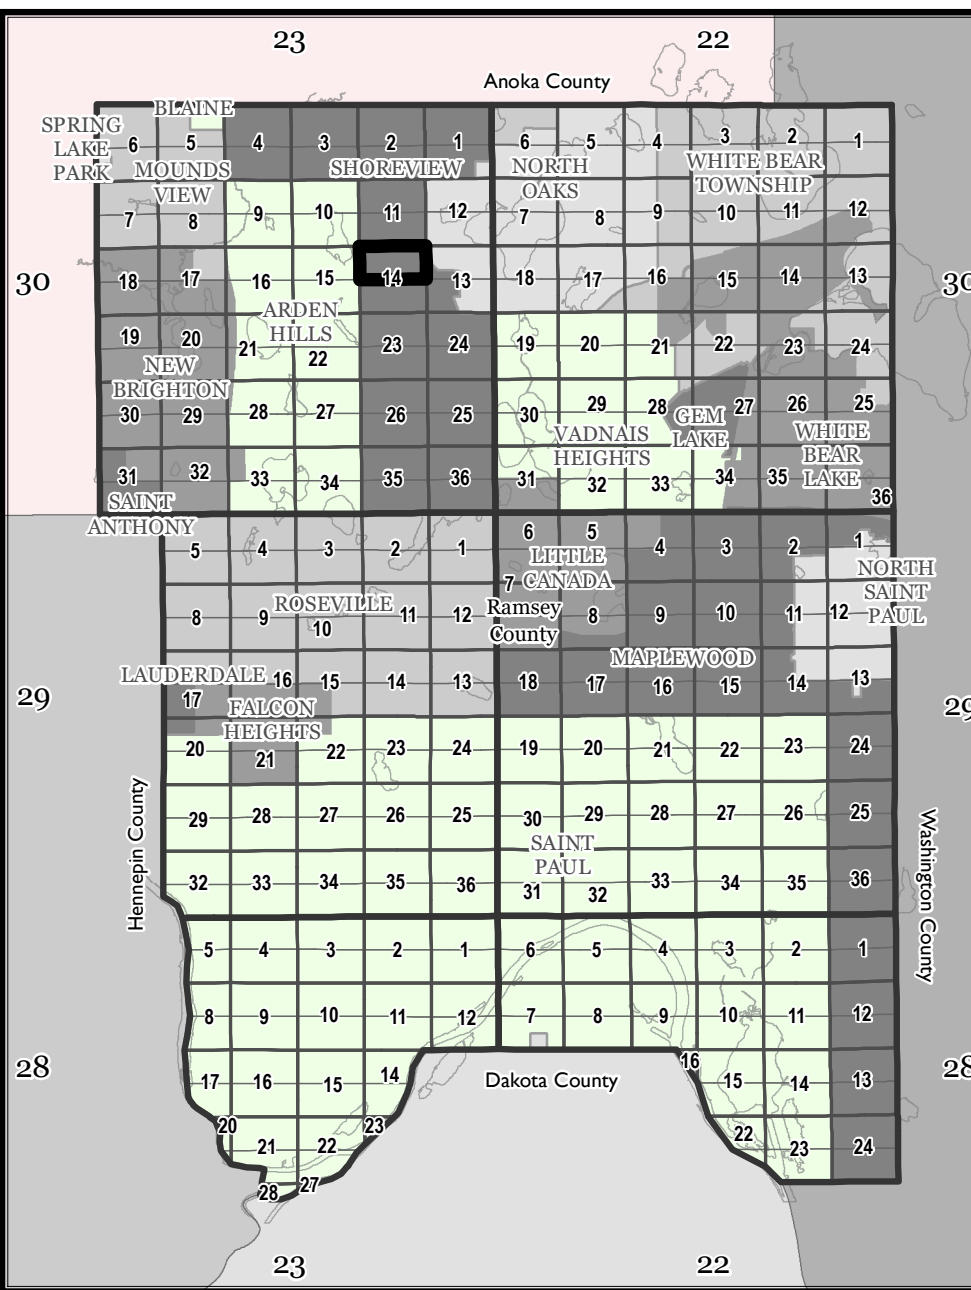 23 22
Anoka County
BLAINE
SPRING
LAKE
PARK
6 5 4 3 2 1 6 5 4 3 2 1
MOUNDS
VIEW
SHOREVIEW
NORTH
OAKS
WHITE BEAR
TOWNSHIP
7 8 9 10 11 12 7 8 9 10 11 12
30 18 17 16 15 14 13 18 17 16 15 14 13 30
ARDEN
HILLS
19 20 21 22 23 24 19 20 21 22 23 24
NEW
BRIGHTON
30 29 28 27 26 25 30 29 28 27 26 25
GEM
LAKE
VADNAIS
HEIGHTS
WHITE
BEAR
LAKE
31 32 33 34 35 36 31 32 33 34 35 36
SAINT
ANTHONY
5 4 3 2 1 6 5 4 3 2 1
LITTLE
CANADA
NORTH
SAINT
PAUL
8 9 10 11 12 7 8 9 10 11 12
ROSEVILLE
Ramsey
County
MAPLEWOOD
LAUDERDALE
29 17 16 15 14 13 18 17 16 15 14 13 29
FALCON
HEIGHTS
20 21 22 23 24 19 20 21 22 23 24
Hennepin County
29 28 27 26 25 30 29 28 27 26 25
Washington County
SAINT
PAUL
32 33 34 35 36 31 32 33 34 35 36
5 4 3 2 1 6 5 4 3 2 1
8 9 10 11 12 7 8 9 10 11 12
28 17 16 15 14 16 15 14 13 28
Dakota County
20 21 22 23 22 23 24
28 27
23 22